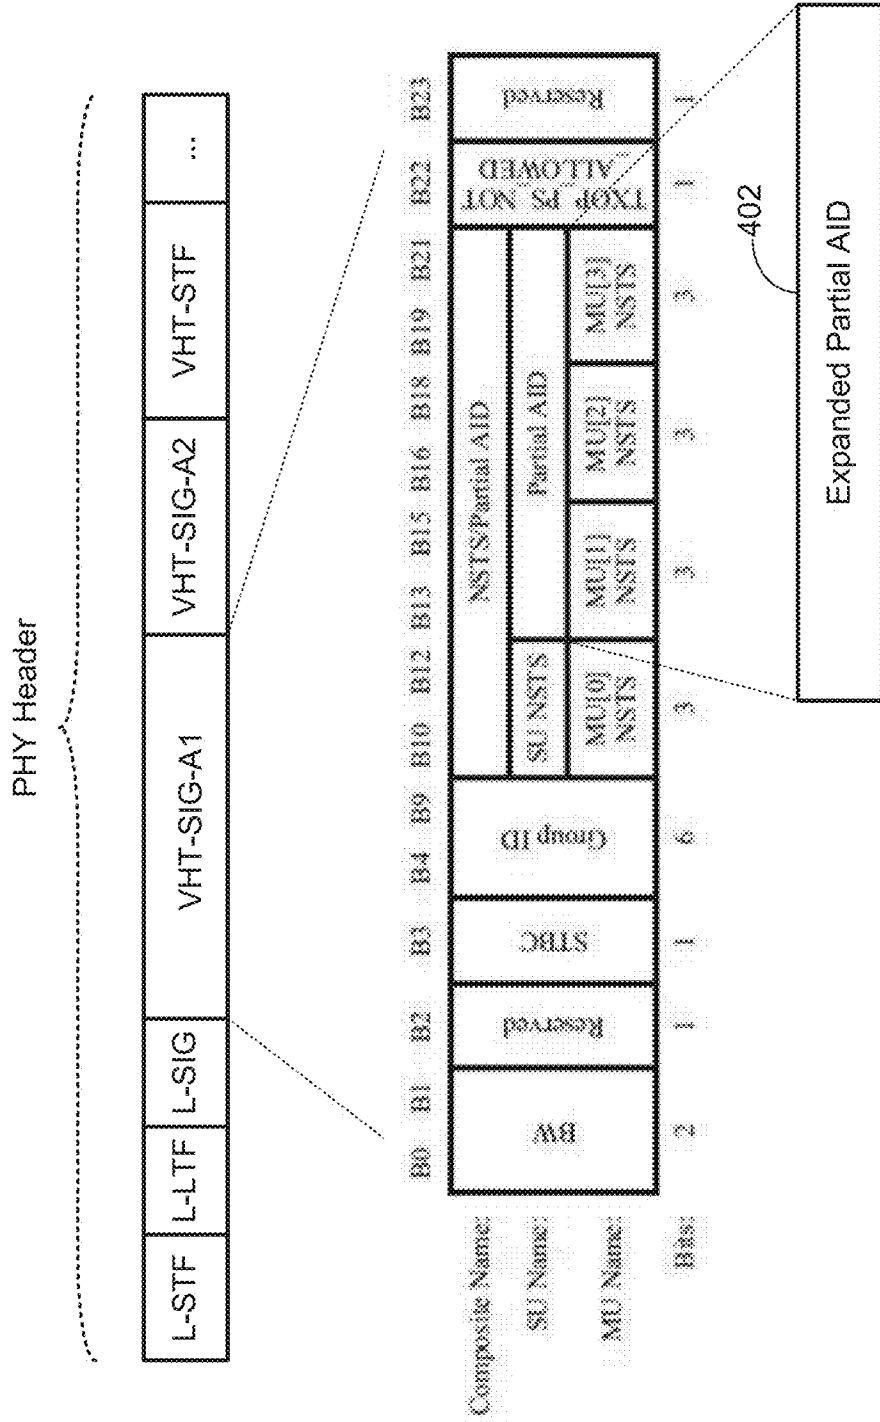 PHY Header
L-STF L-LTF L-SIG VHT-SIG-A1 VHT-SIG-A2 VHT-STF ...
B0 B1 B2 B3 B4 B9 B10 B12 B13 B15 B16 B18 B19 B21 B22 B23
Composite Name:
SU Name:
MU Name:
BW
Reserved
STBC
Group ID
NSTS/Partial AID
SU NSTS
Partial AID
MU[0]
NSTS
MU[1]
NSTS
MU[2]
NSTS
MU[3]
NSTS
TXOP_PS_NOT
_ALLOWED
Reserved
Bits: 2 1 1 6 3 3 3 3 1 1
402
Expanded Partial AID